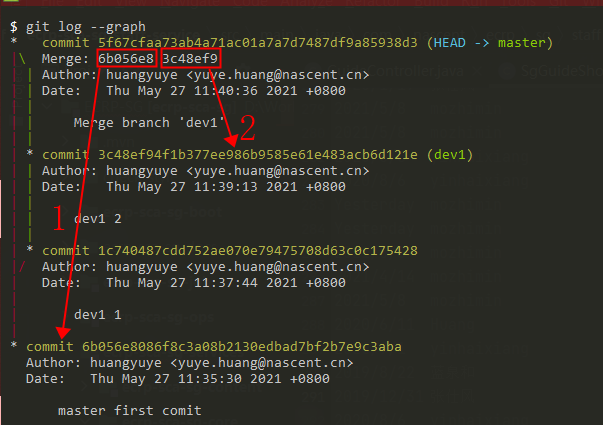 $ git log --graph
*   commit 5f67cfaa73ab4a71ac01a7a7d7487df9a85938d3 (HEAD -> master)
|\  Merge: 6b056e8 3c48ef9
| | Author: huangyuye <yuye.huang@nascent.cn>
| | Date:   Thu May 27 11:40:36 2021 +0800
| |
| |     Merge branch 'dev1'
2
| |
| * commit 3c48ef94f1b377ee986b9585e61e483acb6d121e (dev1)
| | Author: huangyuye <yuye.huang@nascent.cn>
| | Date:   Thu May 27 11:39:13 2021 +0800
| |
1
| |     dev1 2
| |
| * commit 1c740487cdd752ae070e79475708d63c0c175428
|/  Author: huangyuye <yuye.huang@nascent.cn>
|   Date:   Thu May 27 11:37:44 2021 +0800
|
|       dev1 1
|
* commit 6b056e8086f8c3a08b2130edbad7bf2b7e9c3aba
  Author: huangyuye <yuye.huang@nascent.cn>
  Date:   Thu May 27 11:35:30 2021 +0800

      master first comit